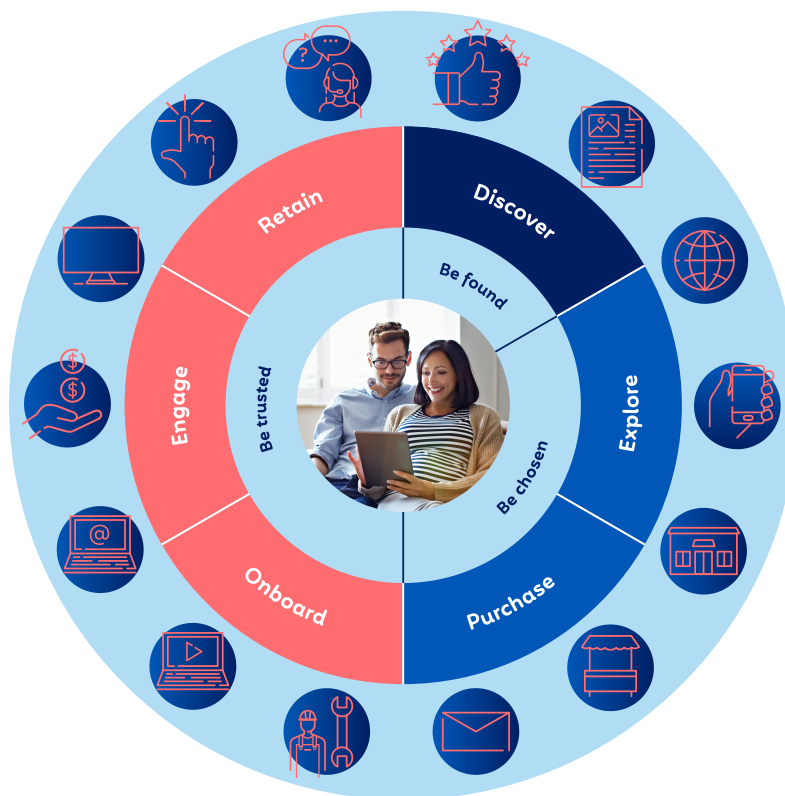 Discover
Explore
Purchase
Onboard
Engage
Retain
Be found
Be chosen
Be trusted
?
$
$
@